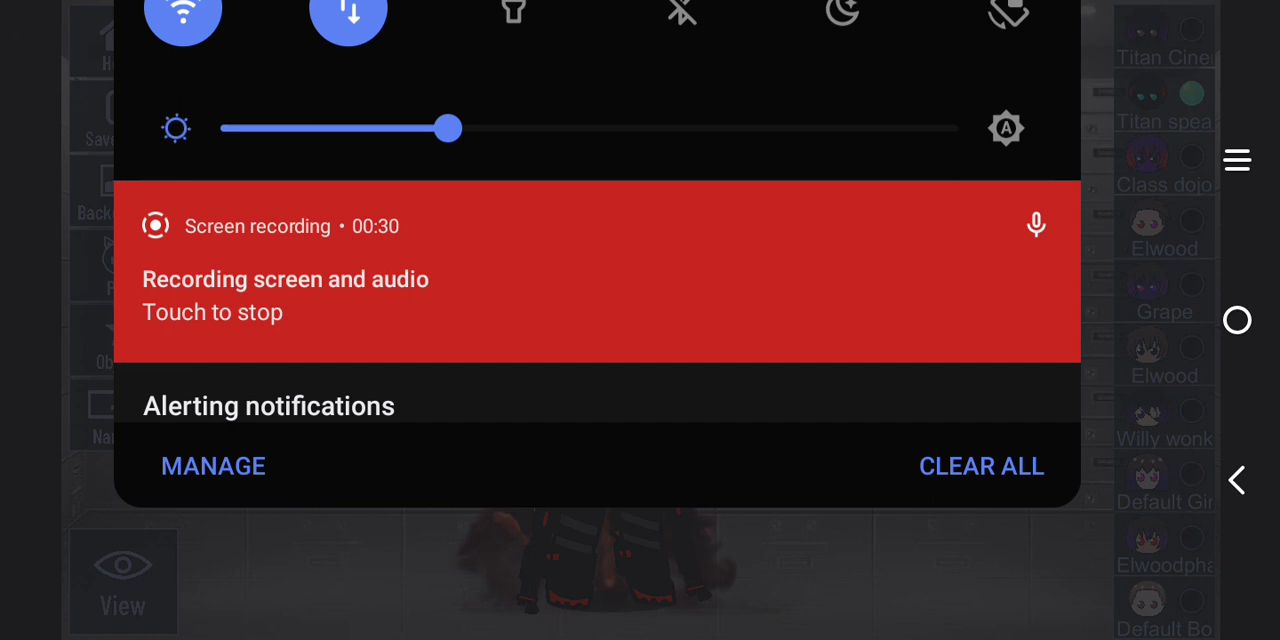 Screen recording • 00:30
Recording screen and audio
Touch to stop
Alerting notifications
MANAGE
CLEAR ALL
View
Titan Cine
Titan spea
Class dojo
Elwood
Grape
Elwood
Willy wonk
Default Gir
Elwoodpha
Default Bo